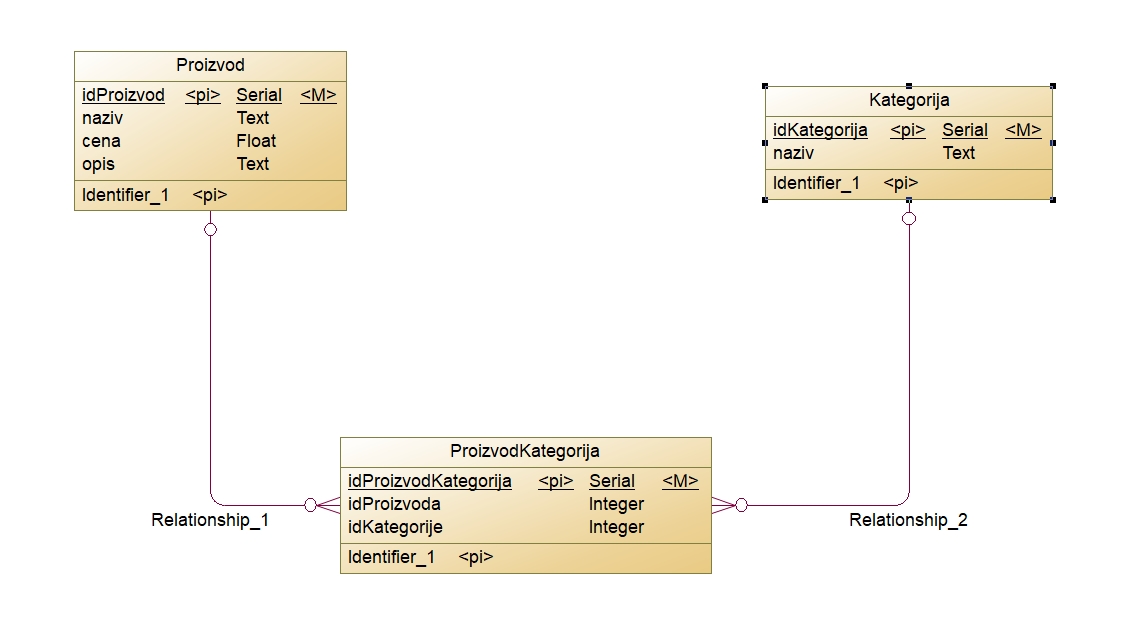 Proizvod
idProizvod <pi> Serial <M>
naziv Text
cena Float
opis Text
Identifier_1 <pi>
Kategorija
idKategorija <pi> Serial <M>
naziv Text
Identifier_1 <pi>
ProizvodKategorija
idProizvodKategorija <pi> Serial <M>
idProizvoda Integer
idKategorije Integer
Identifier_1 <pi>
Relationship_1
Relationship_2